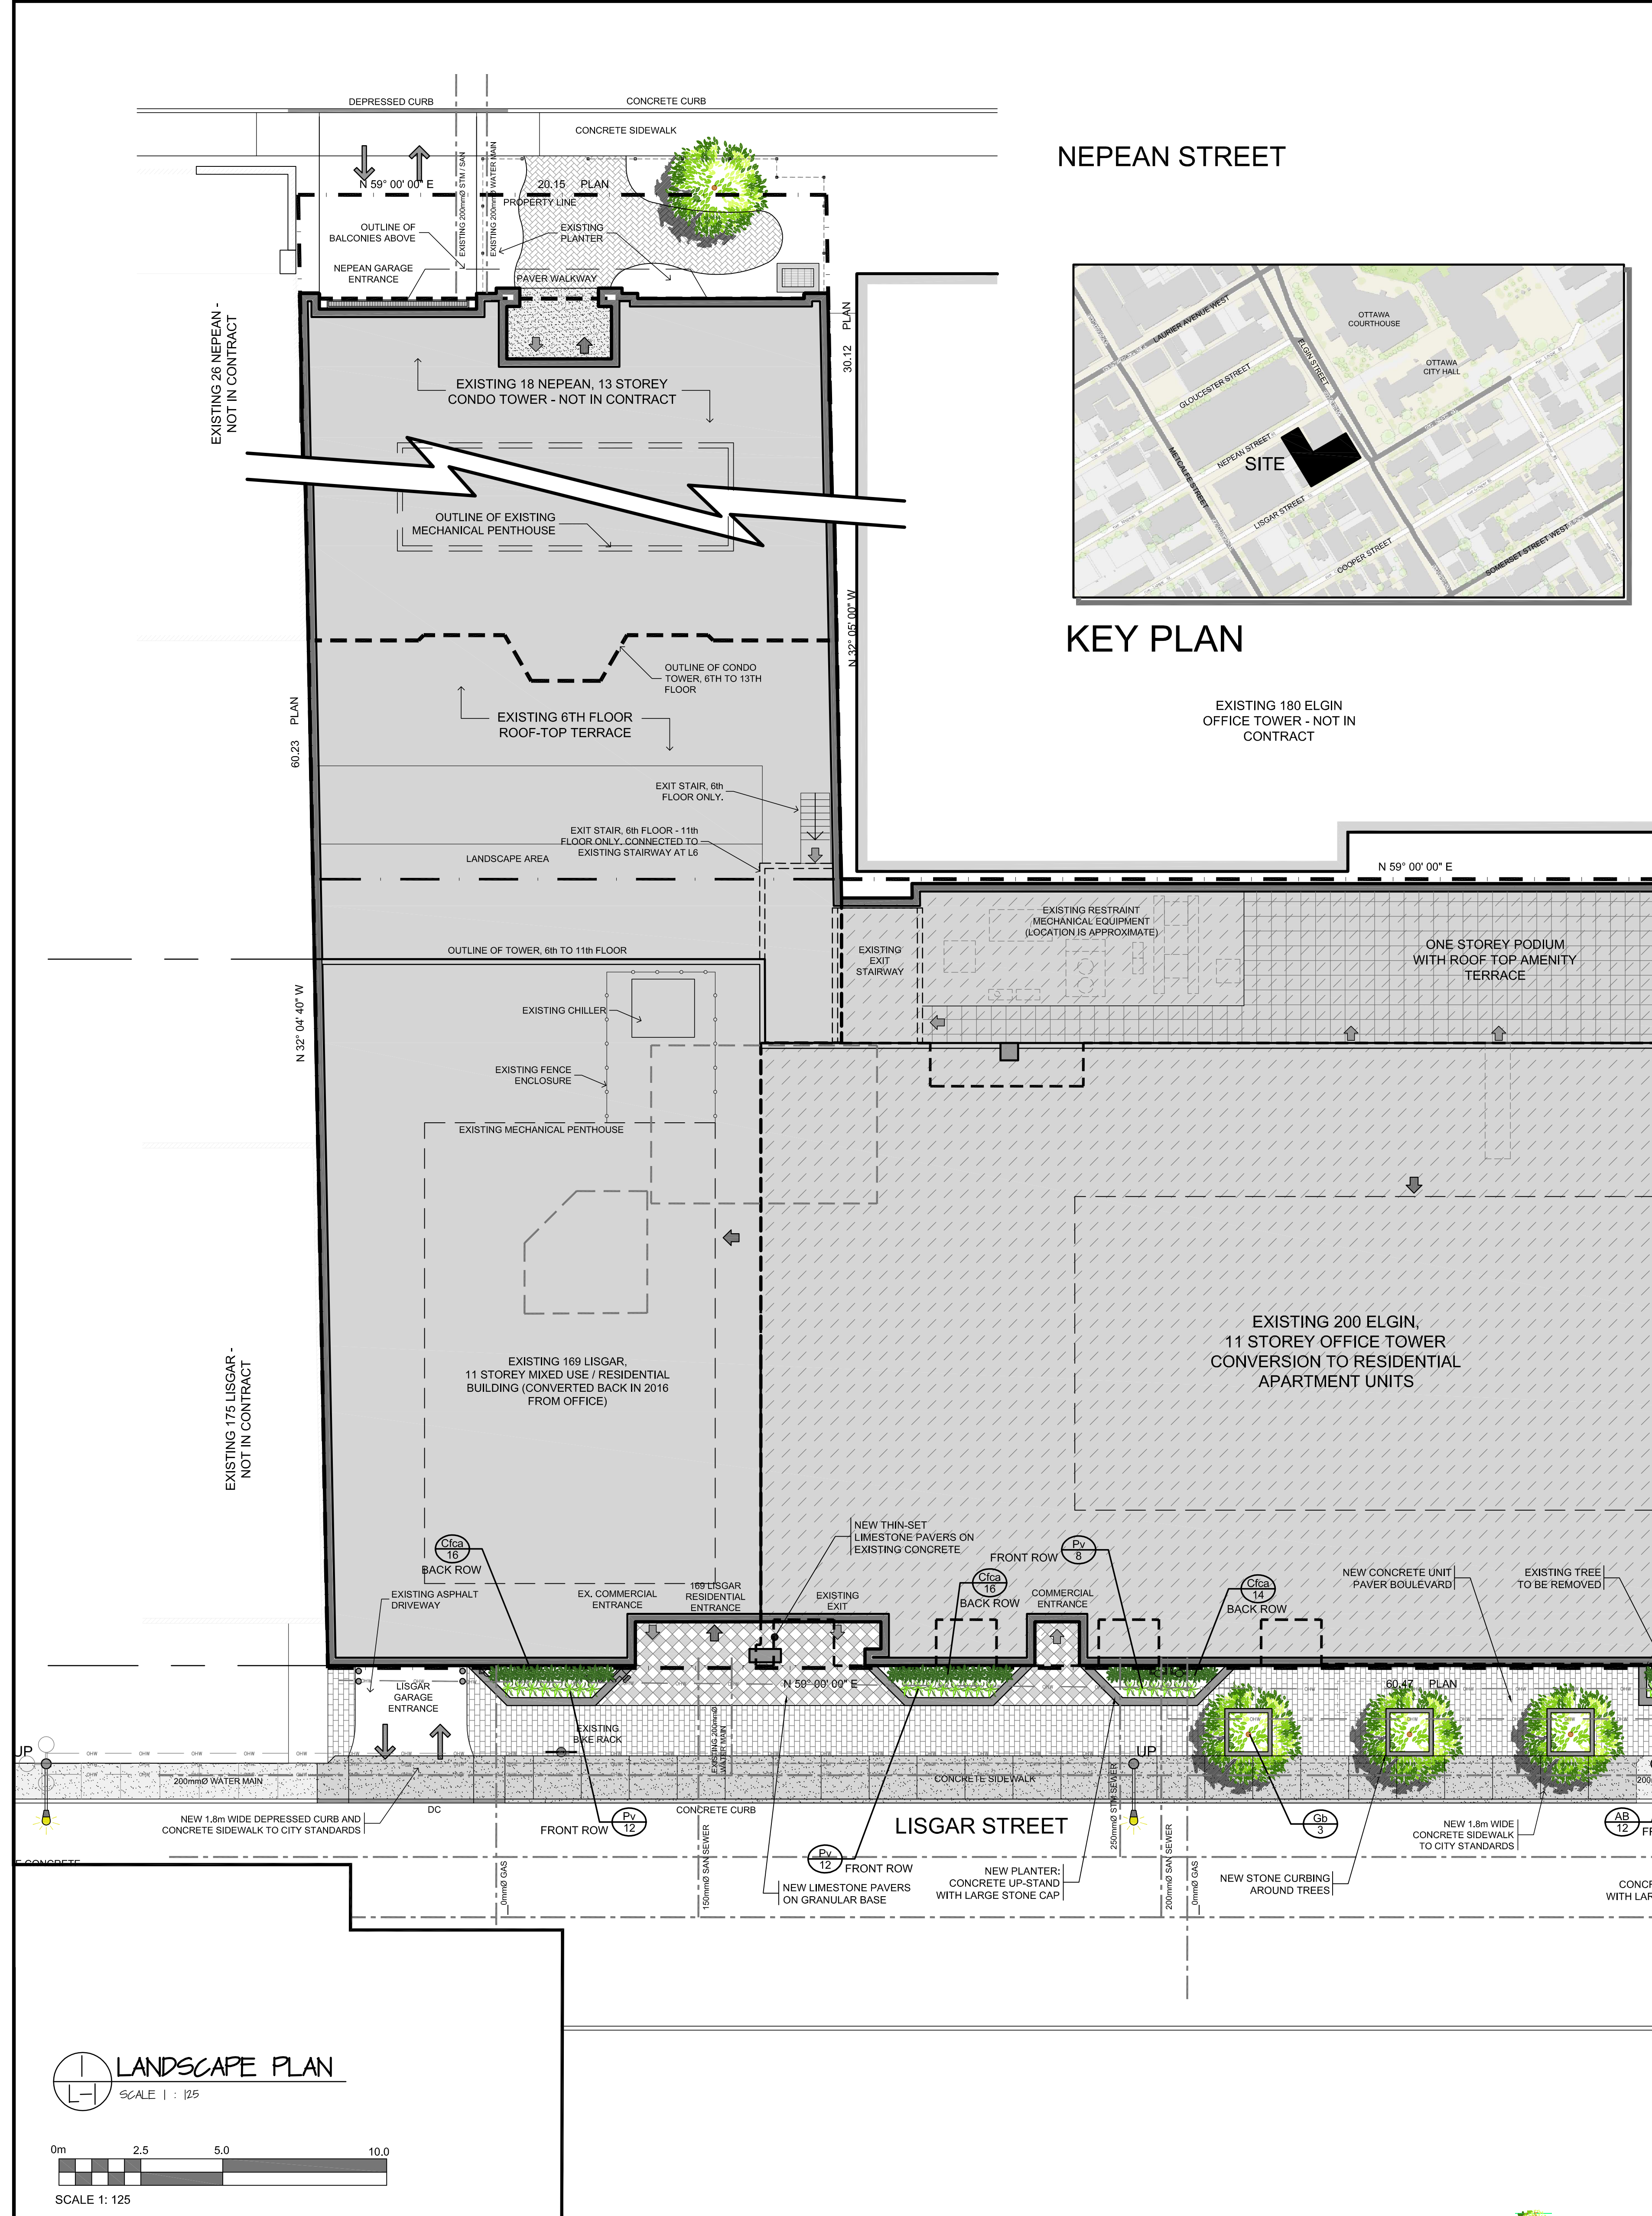 DEPRESSED CURB
CONCRETE CURB
CONCRETE SIDEWALK
NEPEAN STREET
N 59° 00' 00" E
20.15 PLAN
PROPERTY LINE
EXISTING 200mmØ STM / SAN
EXISTING 200mmØ WATER MAIN
OUTLINE OF
BALCONIES ABOVE
EXISTING
PLANTER
NEPEAN GARAGE
ENTRANCE
PAVER WALKWAY
EXISTING 26 NEPEAN -
NOT IN CONTRACT
30.12 PLAN
EXISTING 18 NEPEAN, 13 STOREY
CONDO TOWER - NOT IN CONTRACT
OUTLINE OF EXISTING
MECHANICAL PENTHOUSE
LAURIER AVENUE WEST
OTTAWA
COURTHOUSE
ELGIN STREET
OTTAWA
CITY HALL
GLOUCESTER STREET
NEPEAN STREET
SITE
METCALFE STREET
LISGAR STREET
COOPER STREET
SOMERSET STREET WEST
KEY PLAN
N 32° 05' 00" W
OUTLINE OF CONDO
TOWER, 6TH TO 13TH
FLOOR
EXISTING 6TH FLOOR
ROOF-TOP TERRACE
60.23 PLAN
EXISTING 180 ELGIN
OFFICE TOWER - NOT IN
CONTRACT
EXIT STAIR, 6th
FLOOR ONLY.
EXIT STAIR, 6th FLOOR - 11th
FLOOR ONLY, CONNECTED TO
EXISTING STAIRWAY AT L6
LANDSCAPE AREA
N 59° 00' 00" E
EXISTING RESTRAINT
MECHANICAL EQUIPMENT
(LOCATION IS APPROXIMATE)
EXISTING
EXIT
STAIRWAY
ONE STOREY PODIUM
WITH ROOF TOP AMENITY
TERRACE
OUTLINE OF TOWER, 6th TO 11th FLOOR
N 32° 04' 40" W
EXISTING CHILLER
EXISTING FENCE
ENCLOSURE
EXISTING MECHANICAL PENTHOUSE
EXISTING 169 LISGAR,
11 STOREY MIXED USE / RESIDENTIAL
BUILDING (CONVERTED BACK IN 2016
FROM OFFICE)
EXISTING 200 ELGIN,
11 STOREY OFFICE TOWER
CONVERSION TO RESIDENTIAL
APARTMENT UNITS
EXISTING 175 LISGAR -
NOT IN CONTRACT
Cfca
16
BACK ROW
NEW THIN-SET
LIMESTONE PAVERS ON
EXISTING CONCRETE
FRONT ROW
Pv
8
Cfca
16
BACK ROW
Cfca
14
BACK ROW
NEW CONCRETE UNIT
PAVER BOULEVARD
EXISTING TREE
TO BE REMOVED
EXISTING ASPHALT
DRIVEWAY
EX. COMMERCIAL
ENTRANCE
169 LISGAR
RESIDENTIAL
ENTRANCE
EXISTING
EXIT
COMMERCIAL
ENTRANCE
LISGAR
GARAGE
ENTRANCE
N 59° 00' 00" E
60.47 PLAN
EXISTING
BIKE RACK
EXISTING 200mmØ
WATER MAIN
UP
UP
OHW OHW OHW OHW
200mmØ WATER MAIN
CONCRETE SIDEWALK
250mmØ STM SEWER
DC
CONCRETE CURB
NEW 1.8m WIDE DEPRESSED CURB AND
CONCRETE SIDEWALK TO CITY STANDARDS
FRONT ROW
Pv
12
LISGAR STREET
Gb
3
NEW 1.8m WIDE
CONCRETE SIDEWALK
TO CITY STANDARDS
AB
12
Pv
12
FRONT ROW
NEW LIMESTONE PAVERS
ON GRANULAR BASE
NEW PLANTER:
CONCRETE UP-STAND
WITH LARGE STONE CAP
NEW STONE CURBING
AROUND TREES
0mmØ GAS
150mmØ SAN SEWER
200mmØ SAN SEWER
0mmØ GAS
1
L-1
LANDSCAPE PLAN
SCALE 1 : 125
0m 2.5 5.0 10.0
SCALE 1: 125